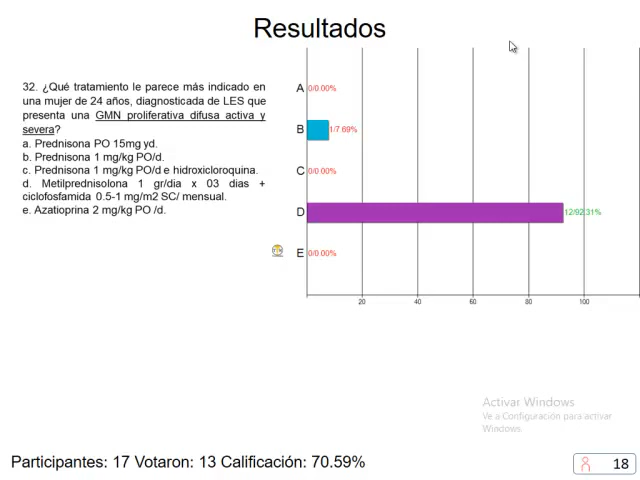 Resultados
32. ¿Qué tratamiento le parece más indicado en
una mujer de 24 años, diagnosticada de LES que
presenta una GMN proliferativa difusa activa y
severa?
a. Prednisona PO 15mg yd.
b. Prednisona 1 mg/kg PO/d.
c. Prednisona 1 mg/kg PO/d e hidroxicloroquina.
d. Metilprednisolona 1 gr/dia x 03 dias +
ciclofosfamida 0.5-1 mg/m2 SC/ mensual.
e. Azatioprina 2 mg/kg PO /d.
A 0/0.00%
B 1/7.69%
C 0/0.00%
D 12/92.31%
E 0/0.00%
20 40 60 80 100
Activar Windows
Ve a Configuración para activar
Windows.
Participantes: 17 Votaron: 13 Calificación: 70.59%
18